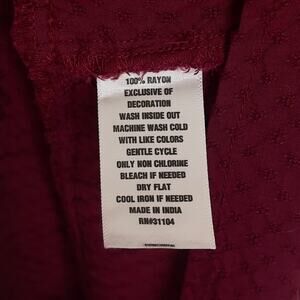 100% RAYON
EXCLUSIVE OF
DECORATION
WASH INSIDE OUT
MACHINE WASH COLD
WITH LIKE COLORS
GENTLE CYCLE
ONLY NON CHLORINE
BLEACH IF NEEDED
DRY FLAT
COOL IRON IF NEEDED
MADE IN INDIA
RN#31104